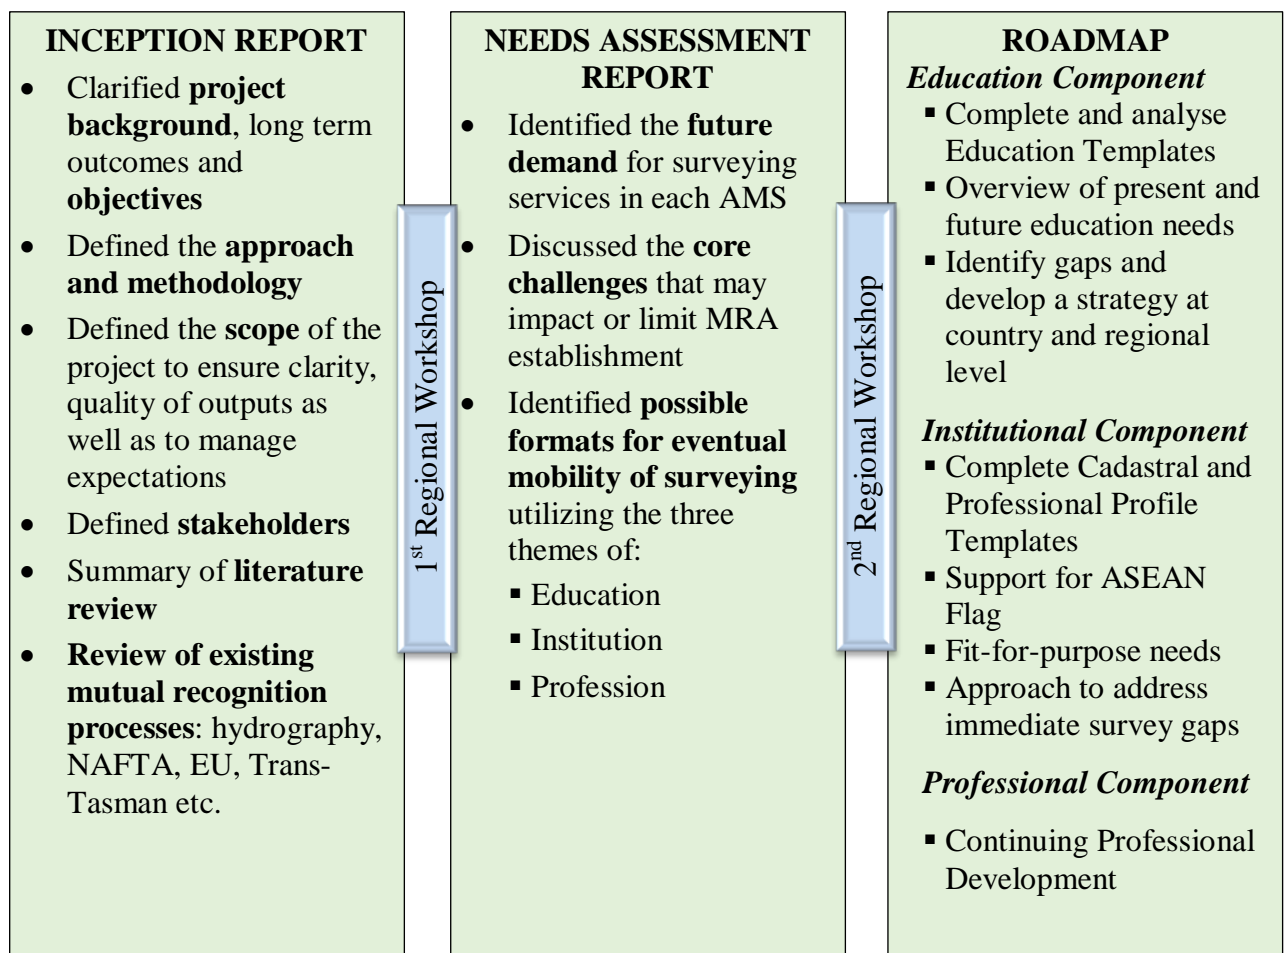 INCEPTION REPORT
• Clarified project
background, long term
outcomes and
objectives
• Defined the approach
and methodology
• Defined the scope of the
project to ensure clarity,
quality of outputs as
well as to manage
expectations
• Defined stakeholders
• Summary of literature
review
• Review of existing
mutual recognition
processes: hydrography,
NAFTA, EU, Trans-
Tasman etc.
1st Regional Workshop
NEEDS ASSESSMENT
REPORT
• Identified the future
demand for surveying
services in each AMS
• Discussed the core
challenges that may
impact or limit MRA
establishment
• Identified possible
formats for eventual
mobility of surveying
utilizing the three
themes of:
▪ Education
▪ Institution
▪ Profession
2nd Regional Workshop
ROADMAP
Education Component
▪ Complete and analyse
Education Templates
▪ Overview of present and
future education needs
▪ Identify gaps and
develop a strategy at
country and regional
level
Institutional Component
▪ Complete Cadastral and
Professional Profile
Templates
▪ Support for ASEAN
Flag
▪ Fit-for-purpose needs
▪ Approach to address
immediate survey gaps
Professional Component
▪ Continuing Professional
Development